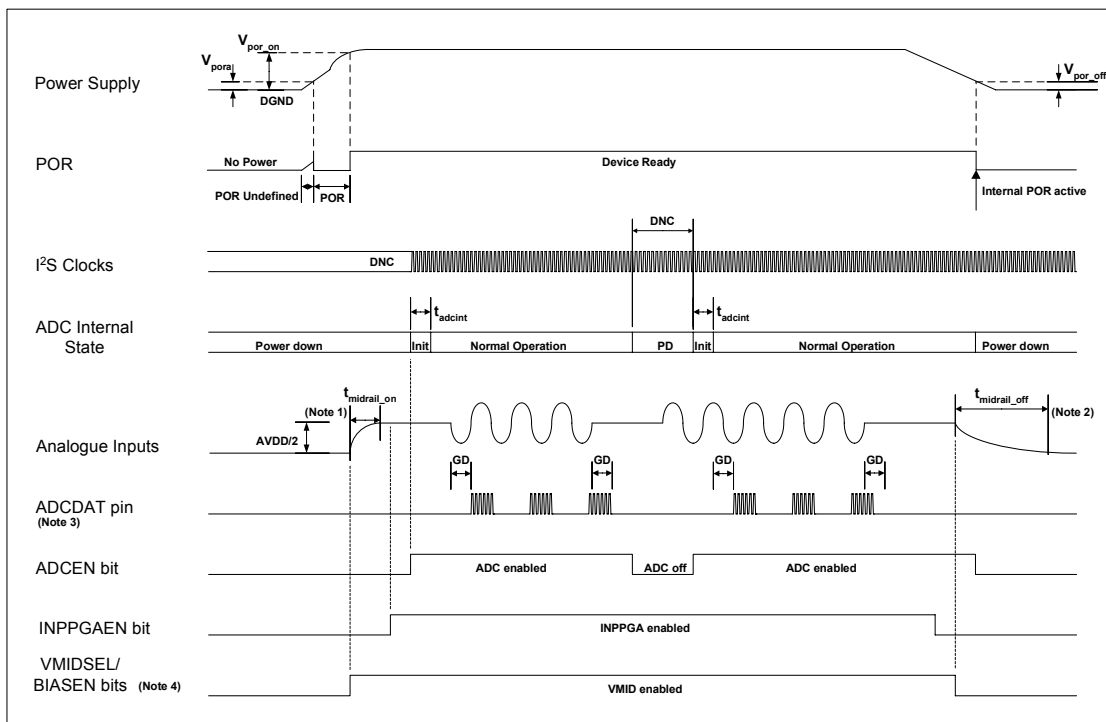 V_por_on
V_pora
V_por_off
Power Supply
DGND
POR
No Power
Device Ready
POR Undefined
POR
Internal POR active
DNC
I²S Clocks
DNC
t_adcint
t_adcint
ADC Internal
State
Power down
Init
Normal Operation
PD
Init
Normal Operation
Power down
t_midrail_on
t_midrail_off
(Note 1)
(Note 2)
Analogue Inputs
AVDD/2
GD
GD
GD
GD
ADCDAT pin
(Note 3)
ADCEN bit
ADC enabled
ADC off
ADC enabled
INPPGAEN bit
INPPGA enabled
VMIDSEL/
BIASEN bits (Note 4)
VMID enabled